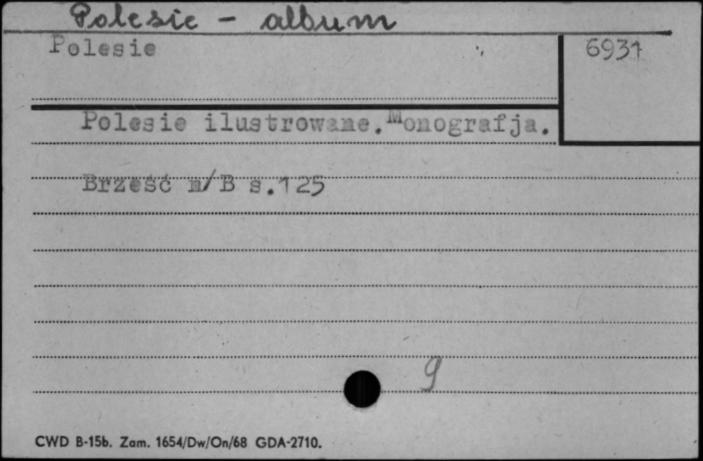 Polesie - album
Polesie
6931
Polesie ilustrowane. Monografja.
Brześć n/B s.125
9
CWD B-15b. Zam. 1654/Dw/On/68 GDA-2710.